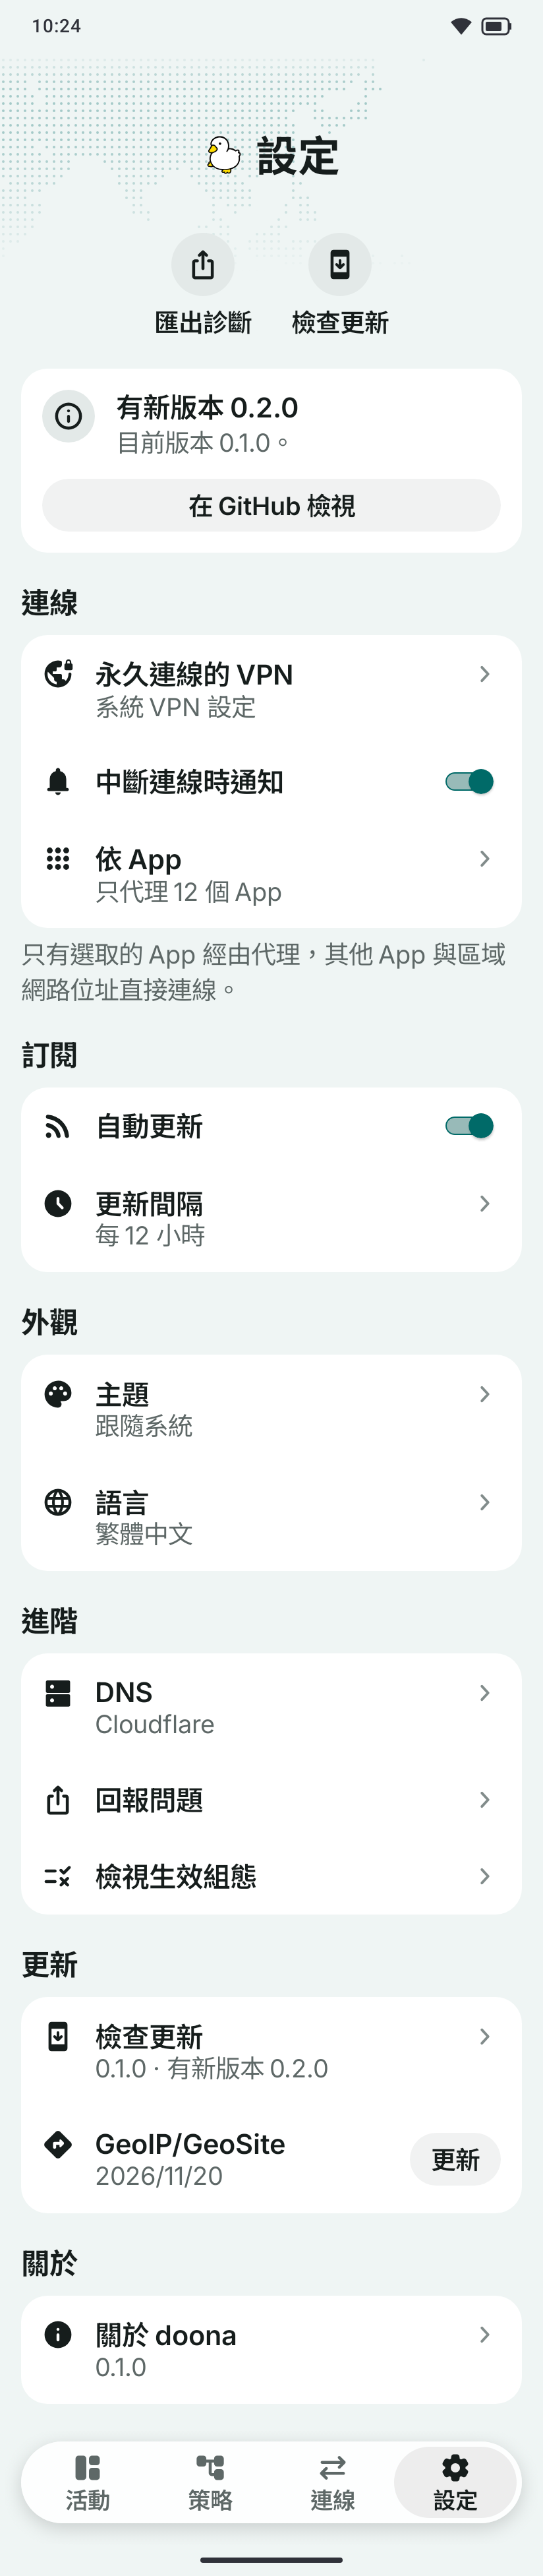 10:24
設定
匯出診斷
檢查更新
有新版本 0.2.0
目前版本 0.1.0。
在 GitHub 檢視
連線
永久連線的 VPN
系統 VPN 設定
中斷連線時通知
依 App
只代理 12 個 App
只有選取的 App 經由代理，其他 App 與區域
網路位址直接連線。
訂閱
自動更新
更新間隔
每 12 小時
外觀
主題
跟隨系統
語言
繁體中文
進階
DNS
Cloudflare
回報問題
檢視生效組態
更新
檢查更新
0.1.0 · 有新版本 0.2.0
GeoIP/GeoSite
2026/11/20
更新
關於
關於 doona
0.1.0
活動
策略
連線
設定